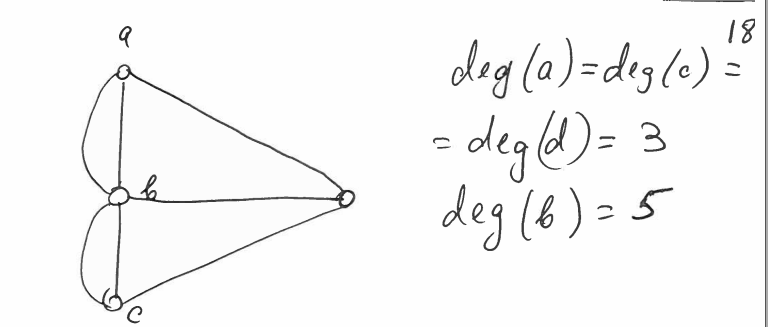 18
a
deg(a)=deg(c)=
= deg(d)= 3
b
deg(b)=5
c